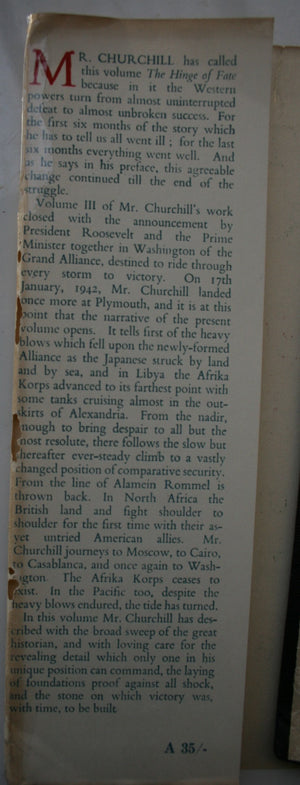 MR. CHURCHILL has called
this volume The Hinge of Fate
because in it the Western
powers turn from almost uninterrupted
defeat to almost unbroken success. For
the first six months of the story which
he has to tell us all went ill ; for the last
six months everything went well. And
as he says in his preface, this agreeable
change continued till the end of the
struggle.
Volume III of Mr. Churchill's work
closed with the announcement by
President Roosevelt and the Prime
Minister together in Washington of the
Grand Alliance, destined to ride through
every storm to victory. On 17th
January, 1942, Mr. Churchill landed
once more at Plymouth, and it is at this
point that the narrative of the present
volume opens. It tells first of the heavy
blows which fell upon the newly-formed
Alliance as the Japanese struck by land
and by sea, and in Libya the Afrika
Korps advanced to its farthest point with
some tanks cruising almost in the out-
skirts of Alexandria. From the nadir,
enough to bring despair to all but the
most resolute, there follows the slow but
thereafter ever-steady climb to a vastly
changed position of comparative security.
From the line of Alamein Rommel is
thrown back. In North Africa the
British land and fight shoulder to
shoulder for the first time with their as-
yet untried American allies. Mr.
Churchill journeys to Moscow, to Cairo,
to Casablanca, and once again to Wash-
ington. The Afrika Korps ceases to
exist. In the Pacific too, despite the
heavy blows endured, the tide has turned.
In this volume Mr. Churchill has des-
cribed with the broad sweep of the great
historian, and with loving care for the
revealing detail which only one in his
unique position can command, the laying
of foundations proof against all shock,
and the stone on which victory was,
with time, to be built
A 35/-